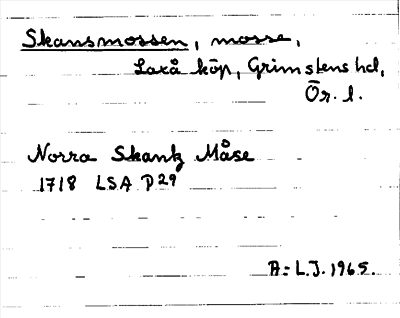 Skansmossen, mosse,
Laxå köp, Grimstens hd,
Ör. l.
Norra Skantz Måse
1718 LSA P29
A: L.J. 1965.